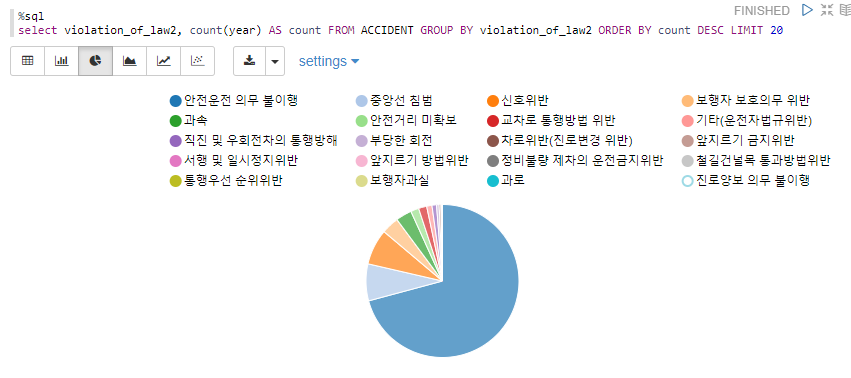 FINISHED
%sql
select violation_of_law2, count(year) AS count FROM ACCIDENT GROUP BY violation_of_law2 ORDER BY count DESC LIMIT 20
settings
안전운전 의무 불이행 중앙선 침범 신호위반 보행자 보호의무 위반
과속 안전거리 미확보 교차로 통행방법 위반 기타(운전자법규위반)
직진 및 우회전차의 통행방해 부당한 회전 차로위반(진로변경 위반) 앞지르기 금지위반
서행 및 일시정지위반 앞지르기 방법위반 정비불량 제차의 운전금지위반 철길건널목 통과방법위반
통행우선 순위위반 보행자과실 과로 진로양보 의무 불이행